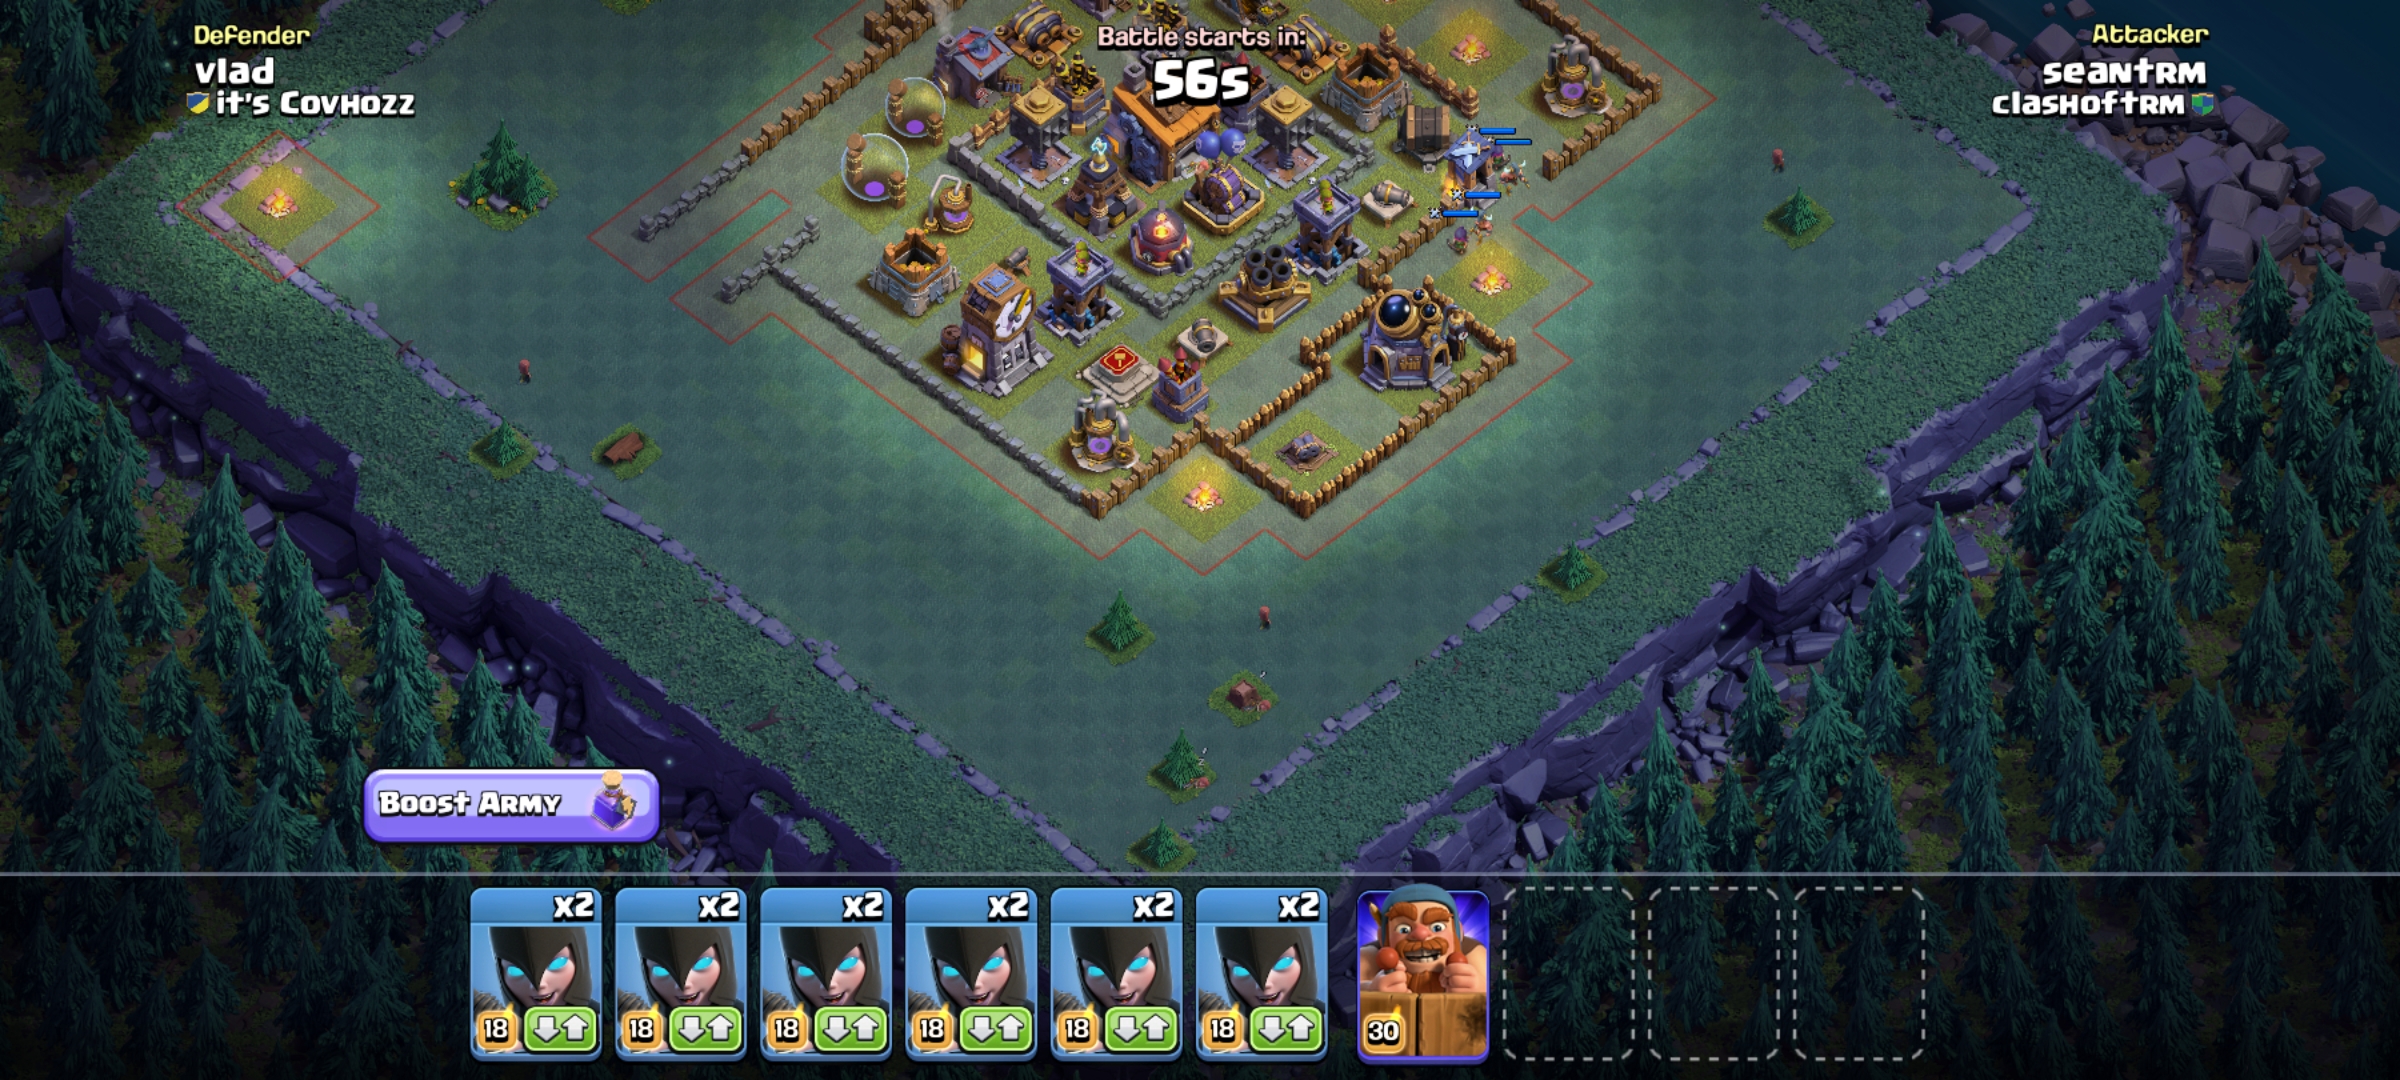 Defender
vlad
it's Covhozz
Battle starts in:
56s
Attacker
seantRM
clashoftRM
Boost Army
x2
x2
x2
x2
x2
x2
18
18
18
18
18
18
30